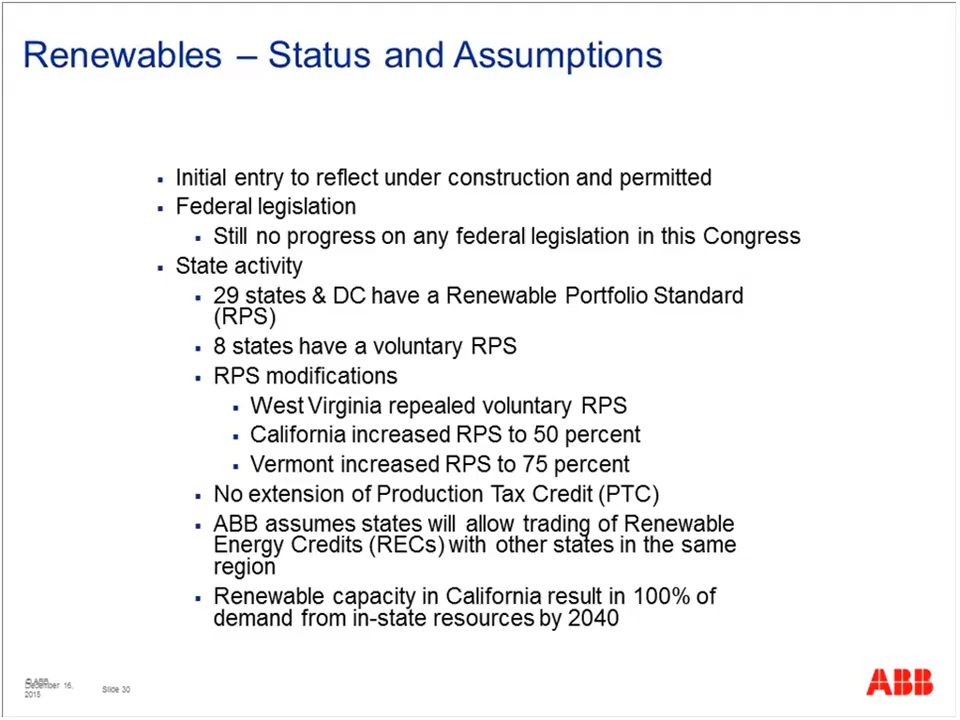 Renewables – Status and Assumptions
Initial entry to reflect under construction and permitted
Federal legislation
Still no progress on any federal legislation in this Congress
State activity
29 states & DC have a Renewable Portfolio Standard
(RPS)
8 states have a voluntary RPS
RPS modifications
West Virginia repealed voluntary RPS
California increased RPS to 50 percent
Vermont increased RPS to 75 percent
No extension of Production Tax Credit (PTC)
ABB assumes states will allow trading of Renewable
Energy Credits (RECs) with other states in the same
region
Renewable capacity in California result in 100% of
demand from in-state resources by 2040
© ABB
December 16,
2015
Slide 30
ABB